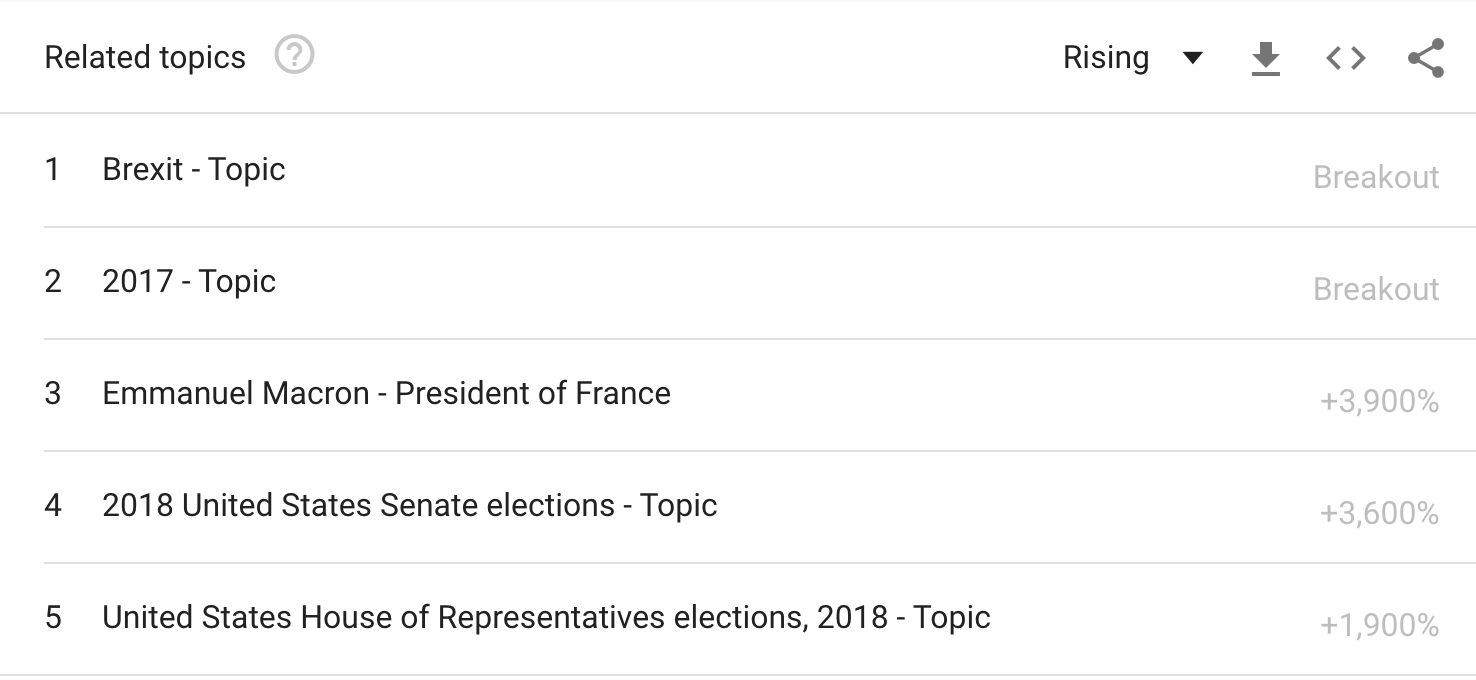 Related topics ? Rising
1 Brexit - Topic Breakout
2 2017 - Topic Breakout
3 Emmanuel Macron - President of France +3,900%
4 2018 United States Senate elections - Topic +3,600%
5 United States House of Representatives elections, 2018 - Topic +1,900%